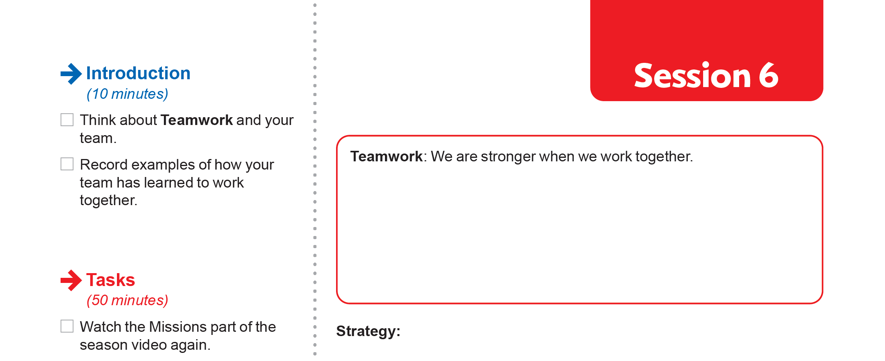 Session 6
Introduction
(10 minutes)
Think about Teamwork and your
team.
Record examples of how your
team has learned to work
together.
Tasks
(50 minutes)
Watch the Missions part of the
season video again.
Teamwork: We are stronger when we work together.
Strategy: